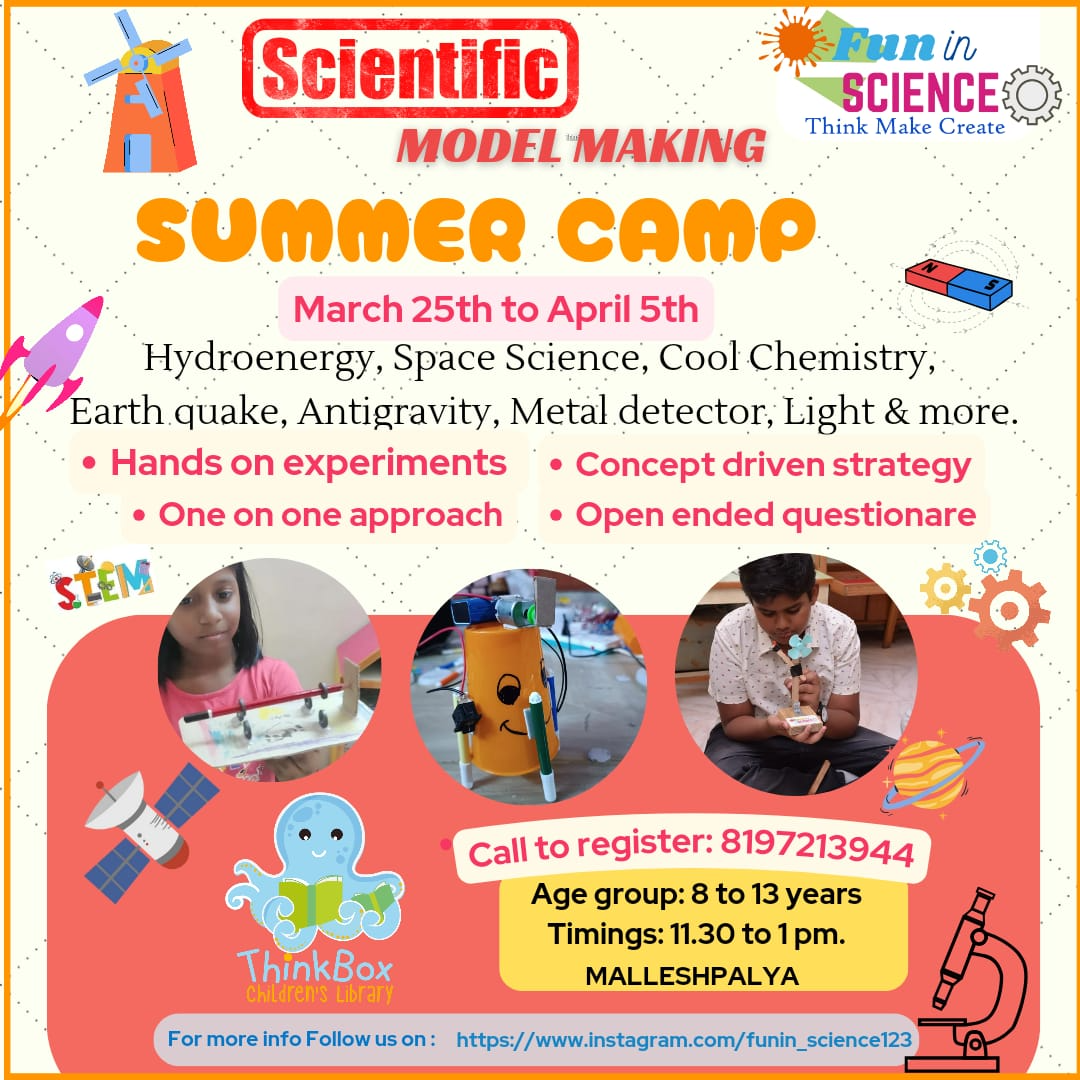 Scientific
MODEL MAKING
Fun in
SCIENCE
Think Make Create
SUMMER CAMP
March 25th to April 5th
Hydroenergy, Space Science, Cool Chemistry,
Earth quake, Antigravity, Metal detector, Light & more.
• Hands on experiments
• Concept driven strategy
• One on one approach
• Open ended questionare
N S
STEM
• Call to register: 8197213944
Age group: 8 to 13 years
Timings: 11.30 to 1 pm.
MALLESHPALYA
ThinkBox
Children's Library
For more info Follow us on : https://www.instagram.com/funin_science123